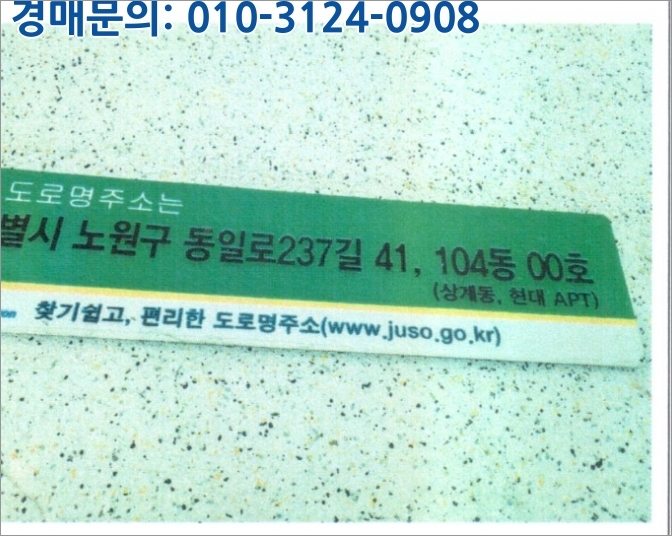 경매문의: 010-3124-0908
도로명주소는
별시 노원구 동일로237길 41, 104동 00호
(상계동, 현대 APT)
찾기쉽고, 편리한 도로명주소(www.juso.go.kr)